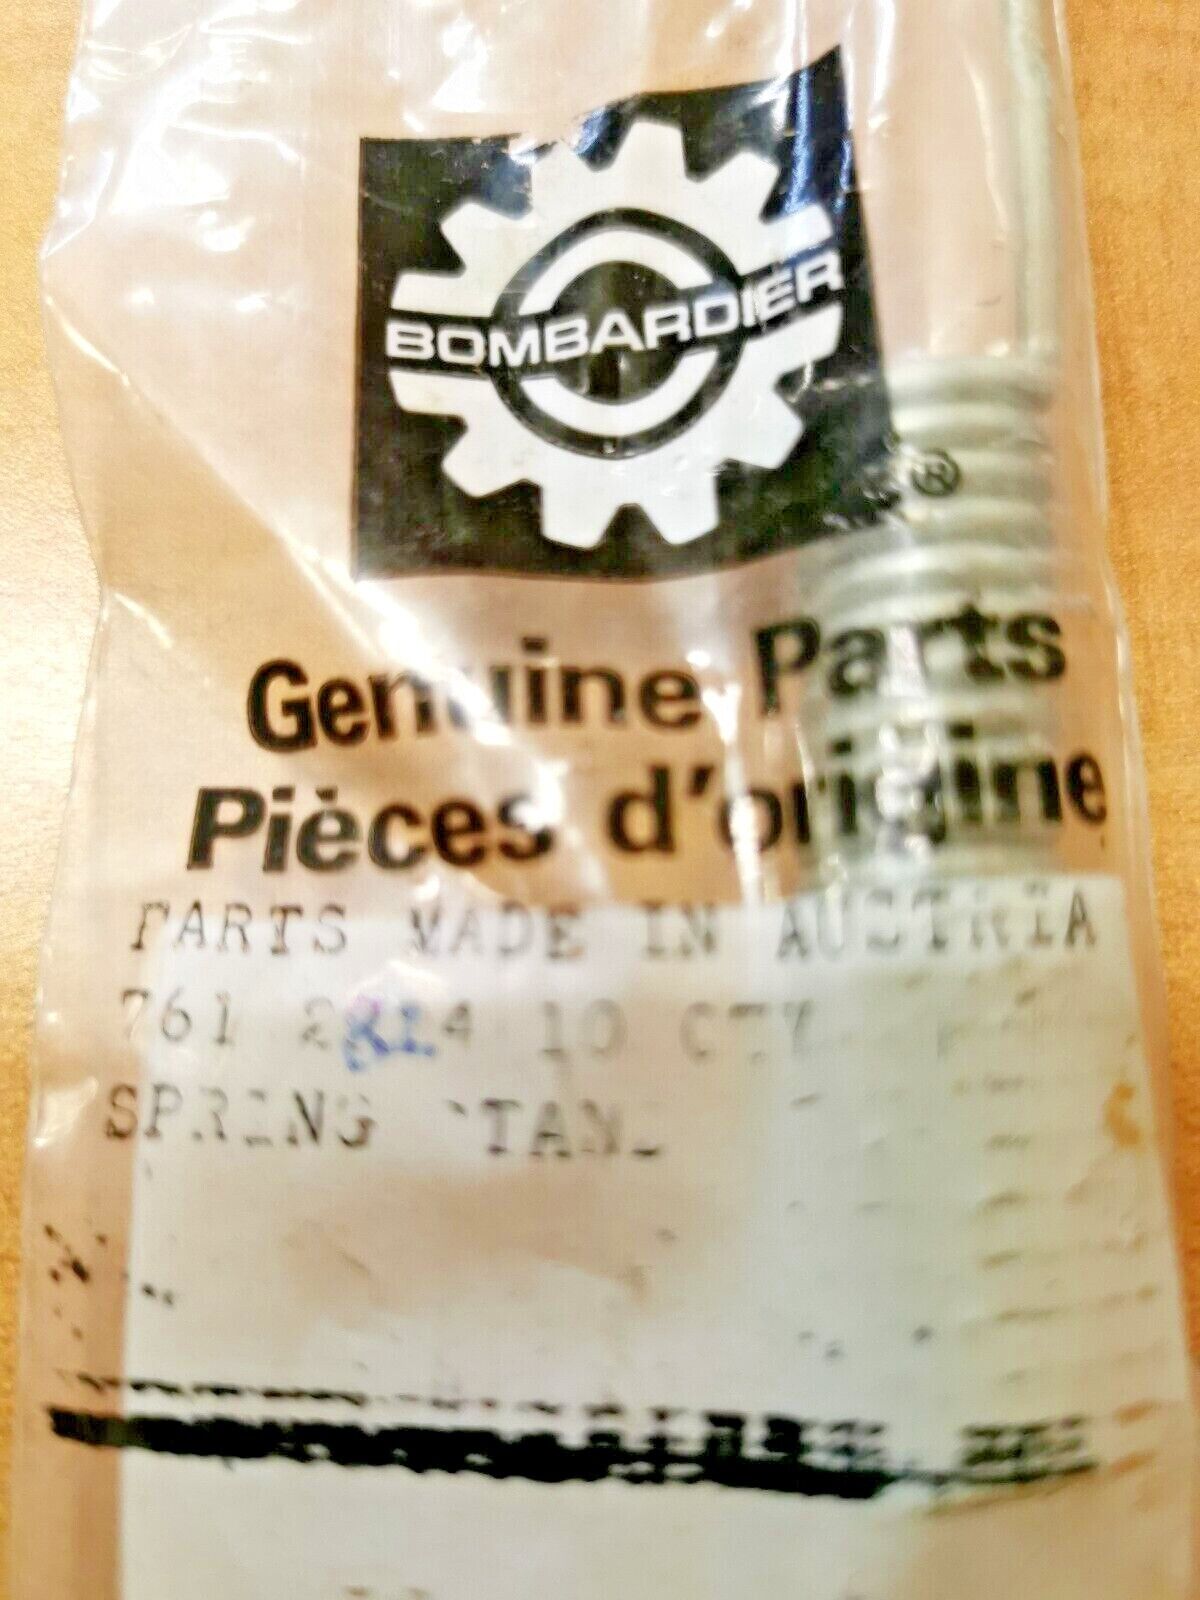 BOMBARDIER
®
Genuine Parts
Pièces d'origine
PARTS MADE IN AUSTRIA
761 2814 10 QTY
SPRING